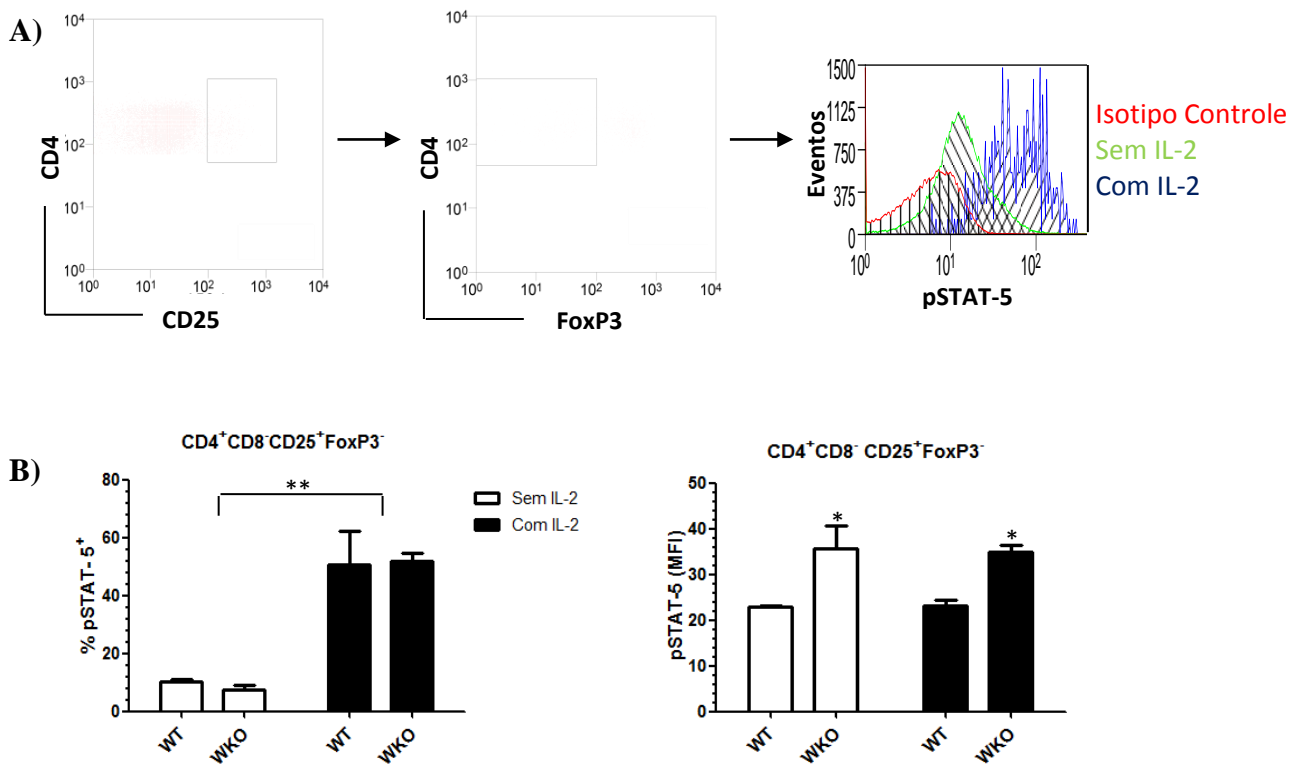 A)
10⁴
10³
10²
10¹
10⁰
CD4
10⁰ 10¹ 10² 10³ 10⁴
CD25
10⁴
10³
10²
10¹
10⁰
CD4
10⁰ 10¹ 10² 10³ 10⁴
FoxP3
1500
1125
750
375
0
Eventos
10⁰ 10¹ 10²
pSTAT-5
Isotipo Controle
Sem IL-2
Com IL-2
B)
CD4⁺CD8⁻CD25⁺FoxP3⁻
80
60
40
20
0
% pSTAT- 5⁺
**
WT WKO WT WKO
Sem IL-2
Com IL-2
CD4⁺CD8⁻ CD25⁺FoxP3⁻
50
40
30
20
10
0
pSTAT-5 (MFI)
* *
WT WKO WT WKO